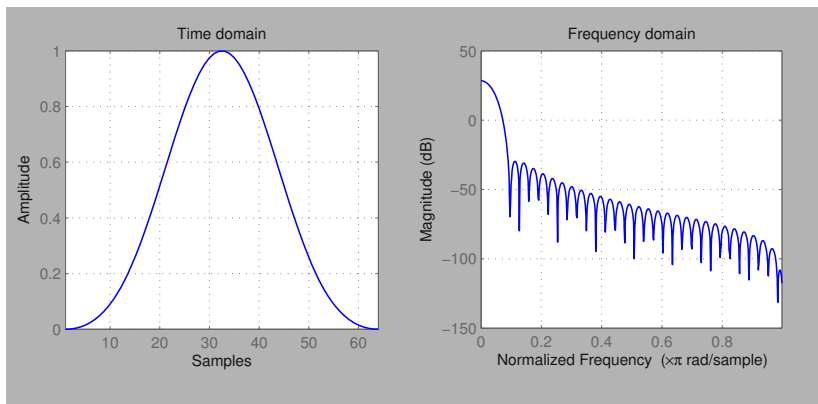 Time domain
1
0.8
0.6
0.4
0.2
0
Amplitude
10 20 30 40 50 60
Samples
Frequency domain
50
0
−50
−100
−150
Magnitude (dB)
0 0.2 0.4 0.6 0.8
Normalized Frequency (×π rad/sample)